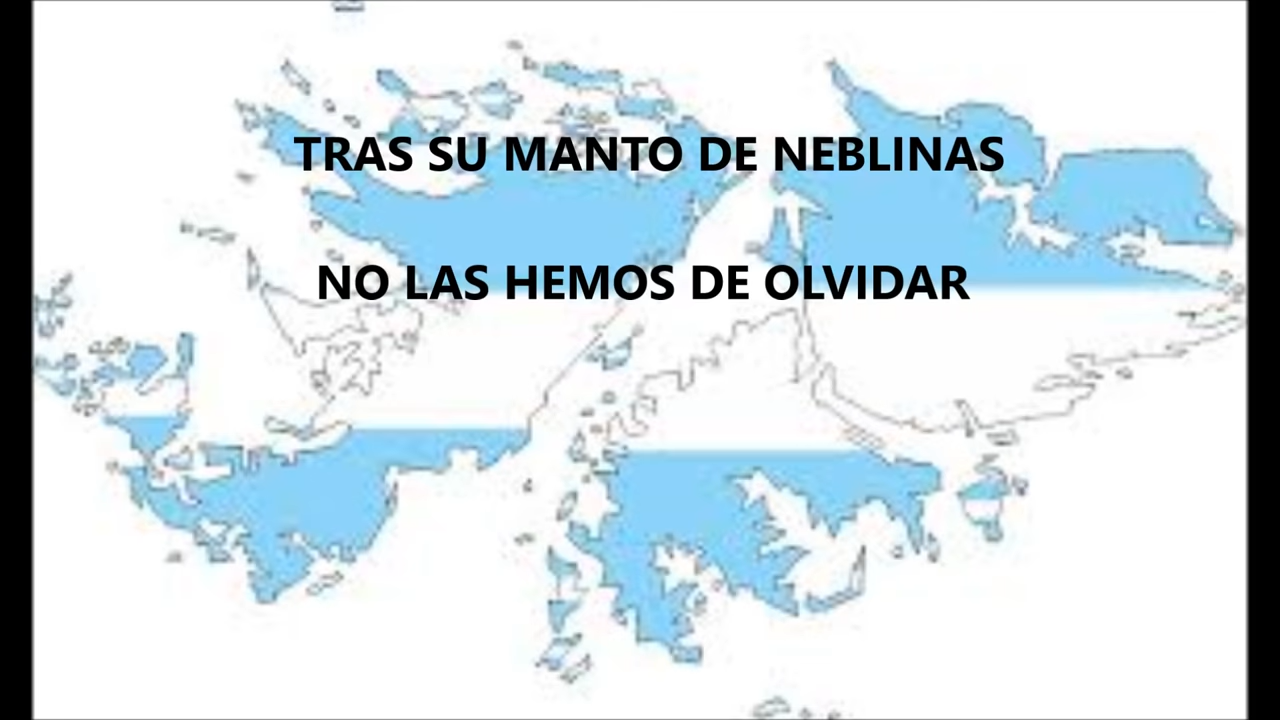 TRAS SU MANTO DE NEBLINAS
NO LAS HEMOS DE OLVIDAR